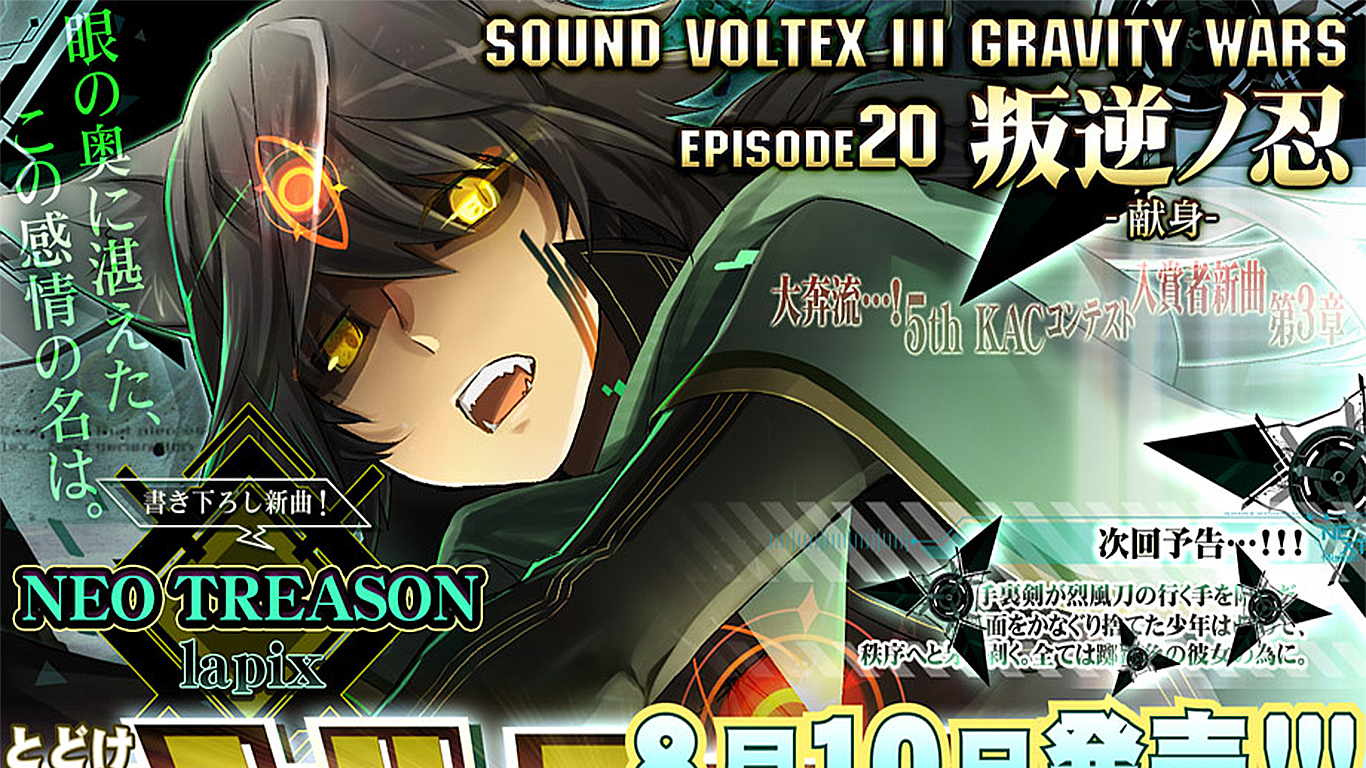 SOUND VOLTEX III GRAVITY WARS
EPISODE20 叛逆ノ忍
-献身-
眼の奥に湛えた、
この感情の名は。
大奔流…!5th KACコンテスト入賞者新曲 第3章
書き下ろし新曲!
NEO TREASON
lapix
次回予告…!!!
手裏剣が烈風刀の行く手を
面をかなぐり捨てた少年は
秩序へと 剥く。全ては の彼女の為に。
とどけ
8月10日発売!!!